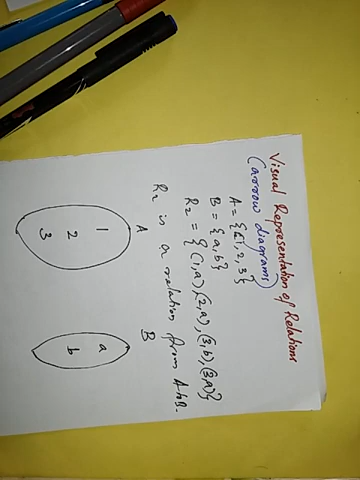 Visual Representation of Relations
(arrow diagrams)
A = {1, 2, 3}
B = {a, b}
R₂ = {(1,a), (2,a), (3,b), (3,a)}
R₂ is a relation from A to B.
A
B
1
2
3
a
b